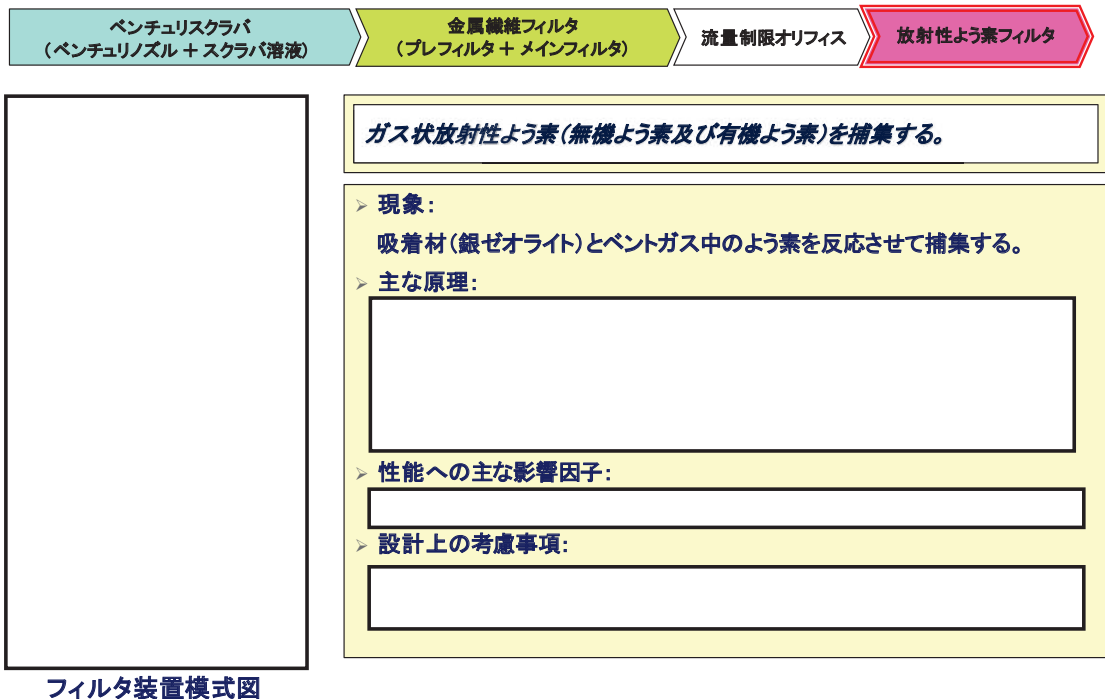 ベンチュリスクラバ
（ベンチュリノズル ＋ スクラバ溶液）
金属繊維フィルタ
（プレフィルタ ＋ メインフィルタ）
流量制限オリフィス
放射性よう素フィルタ
ガス状放射性よう素（無機よう素及び有機よう素）を捕集する。
➢ 現象：
吸着材（銀ゼオライト）とベントガス中のよう素を反応させて捕集する。
➢ 主な原理：
➢ 性能への主な影響因子：
➢ 設計上の考慮事項：
フィルタ装置模式図